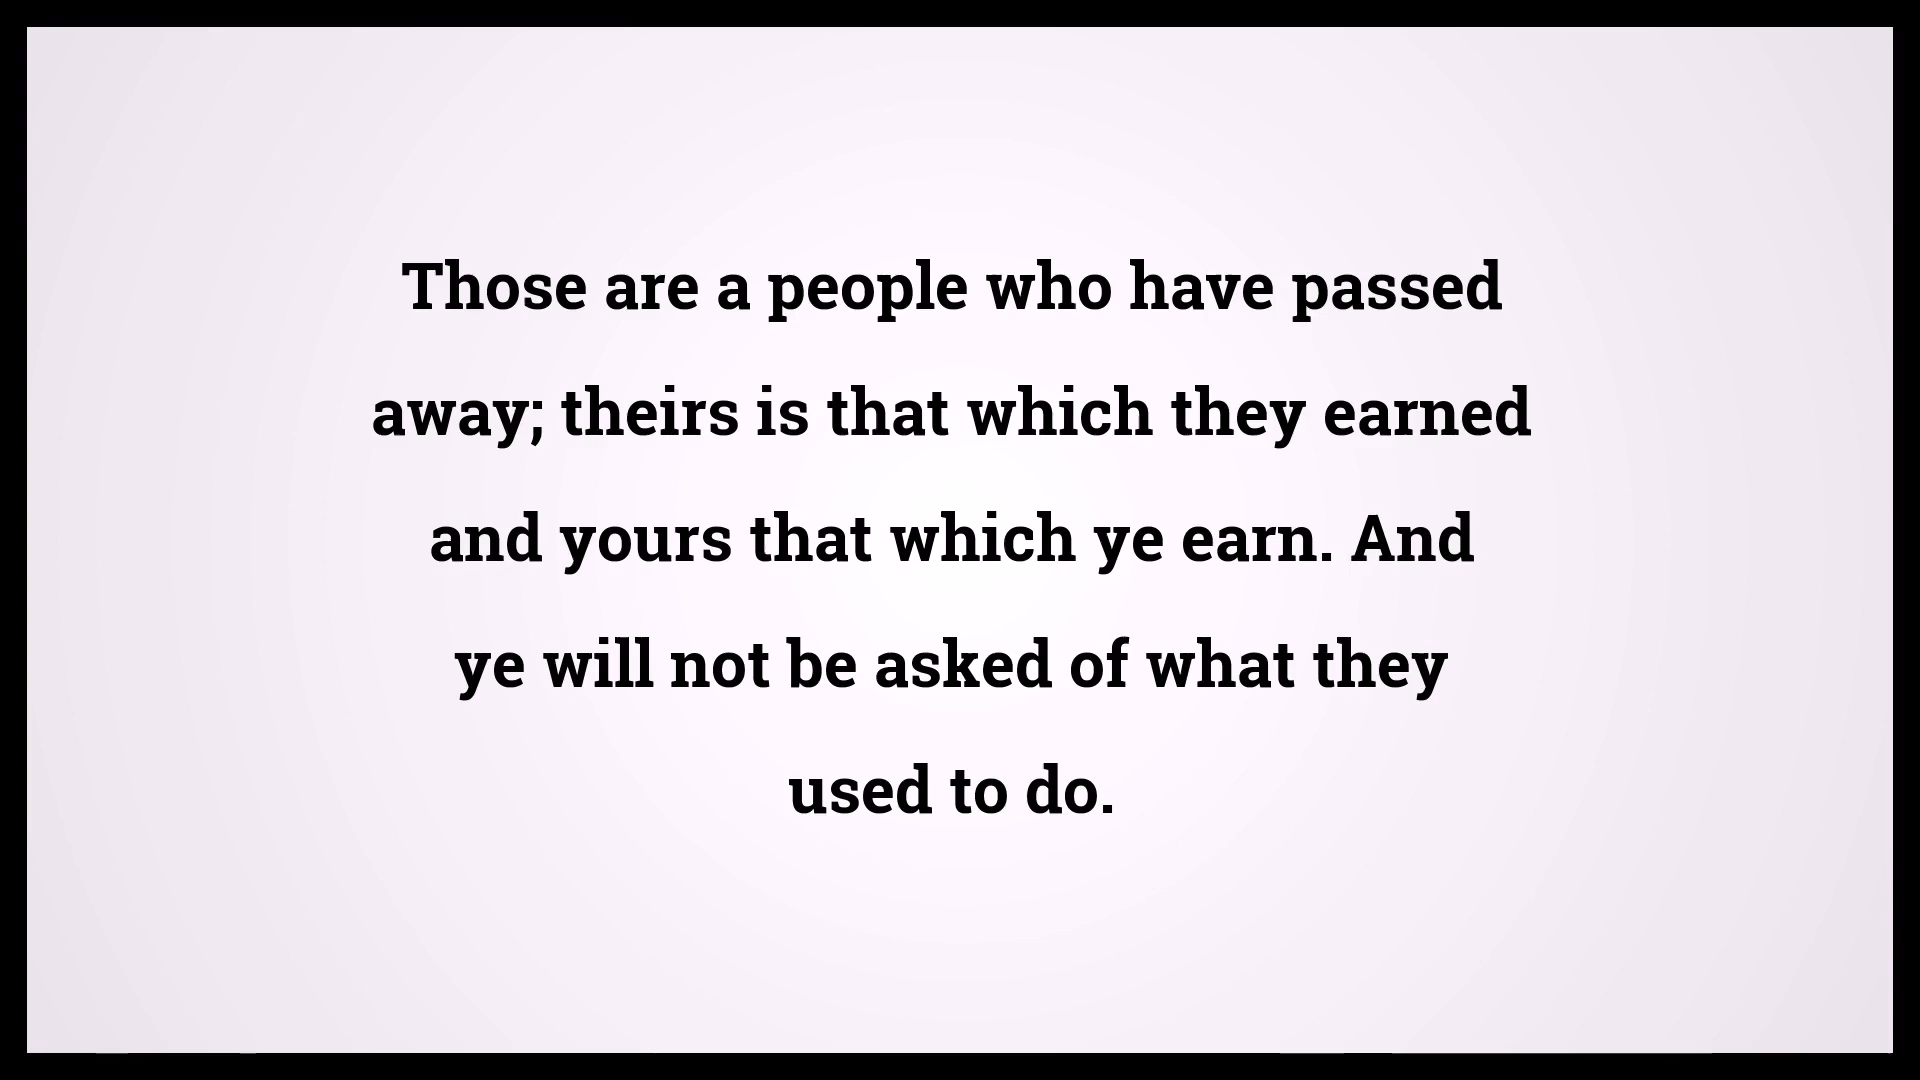 Those are a people who have passed
away; theirs is that which they earned
and yours that which ye earn. And
ye will not be asked of what they
used to do.